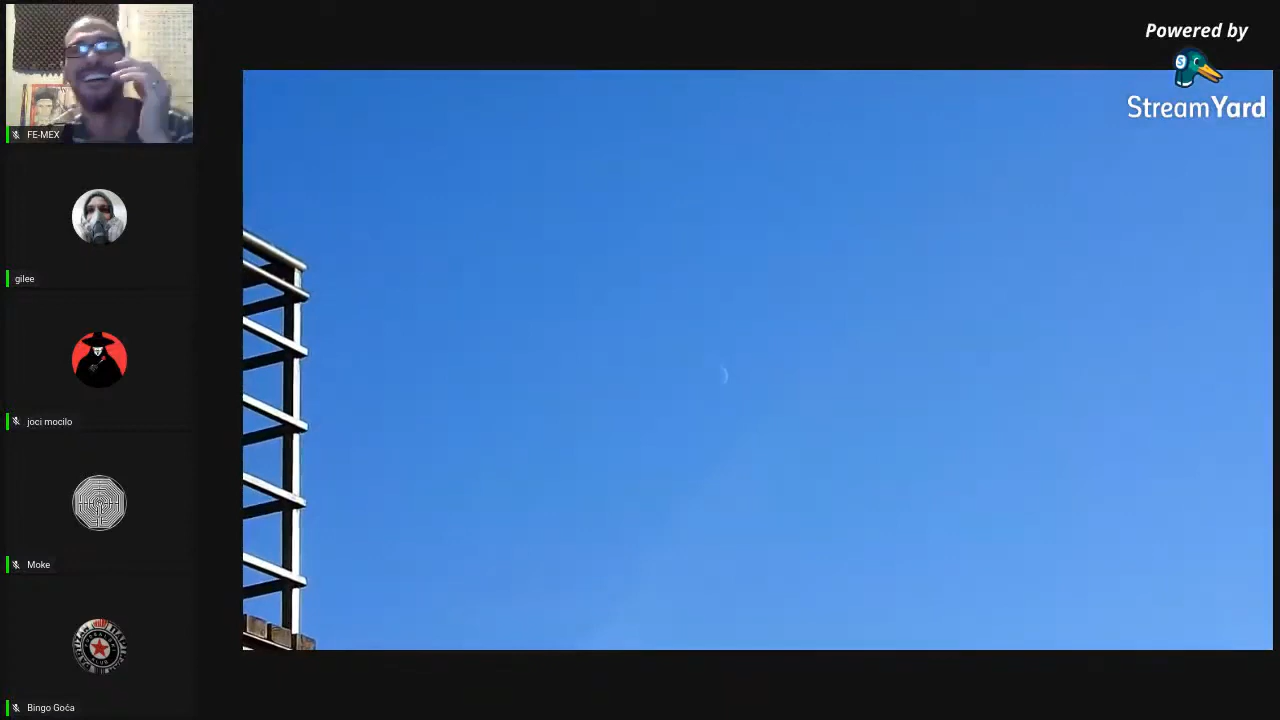 Powered by
StreamYard
FE-MEX
gilee
joci mocilo
Moke
Bingo Goća